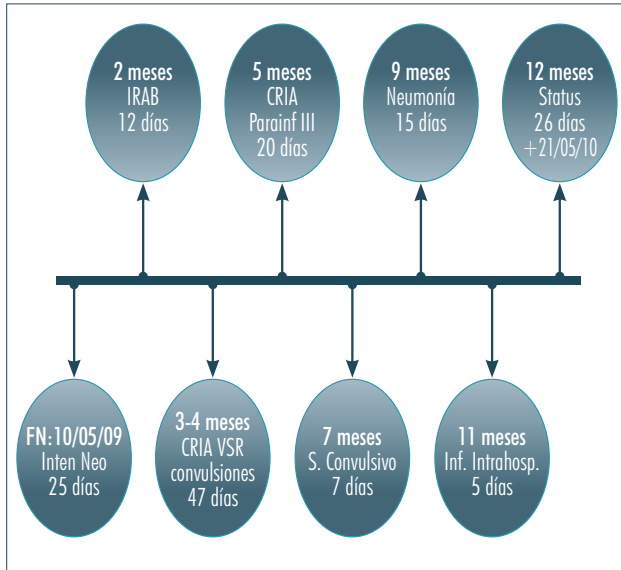 2 meses
IRAB
12 días
5 meses
CRIA
Parainf III
20 días
9 meses
Neumonía
15 días
12 meses
Status
26 días
+21/05/10
FN:10/05/09
Inten Neo
25 días
3-4 meses
CRIA VSR
convulsiones
47 días
7 meses
S. Convulsivo
7 días
11 meses
Inf. Intrahosp.
5 días